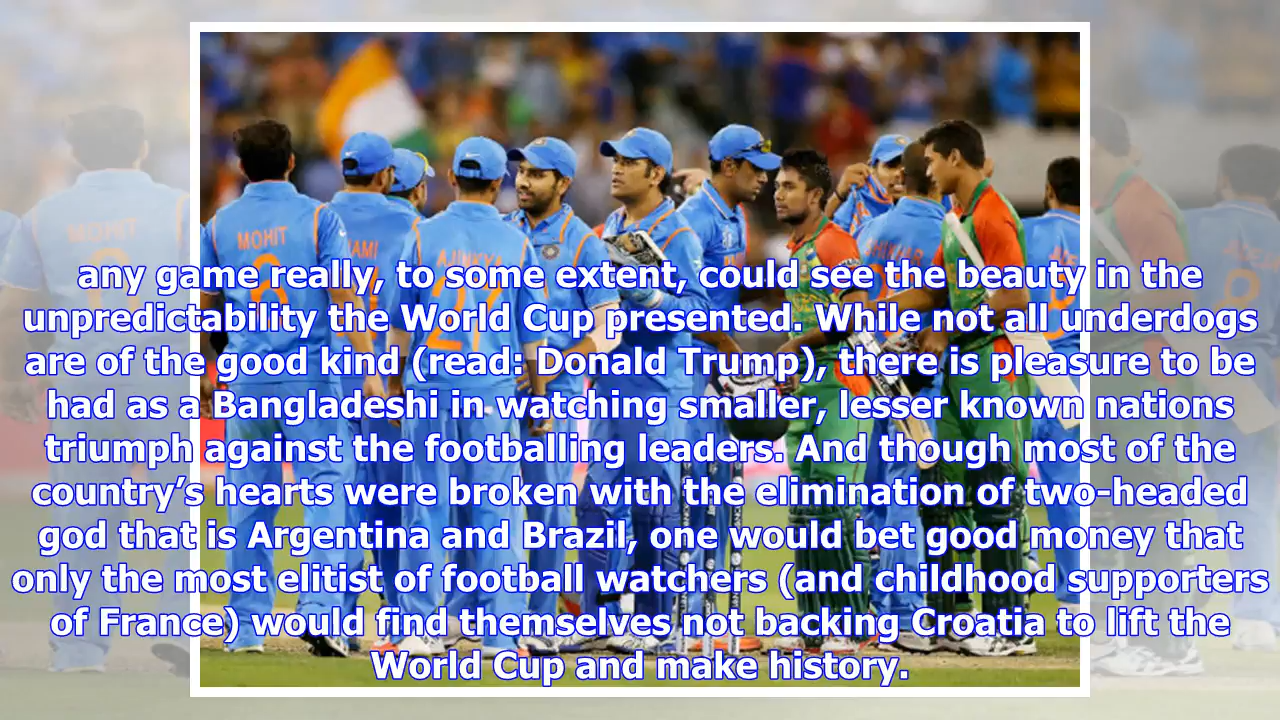 MOHIT
6
AMI
AJINKYA
27
any game really, to some extent, could see the beauty in the
unpredictability the World Cup presented. While not all underdogs
are of the good kind (read: Donald Trump), there is pleasure to be
had as a Bangladeshi in watching smaller, lesser known nations
triumph against the footballing leaders. And though most of the
country’s hearts were broken with the elimination of two-headed
god that is Argentina and Brazil, one would bet good money that
only the most elitist of football watchers (and childhood supporters
of France) would find themselves not backing Croatia to lift the
World Cup and make history.